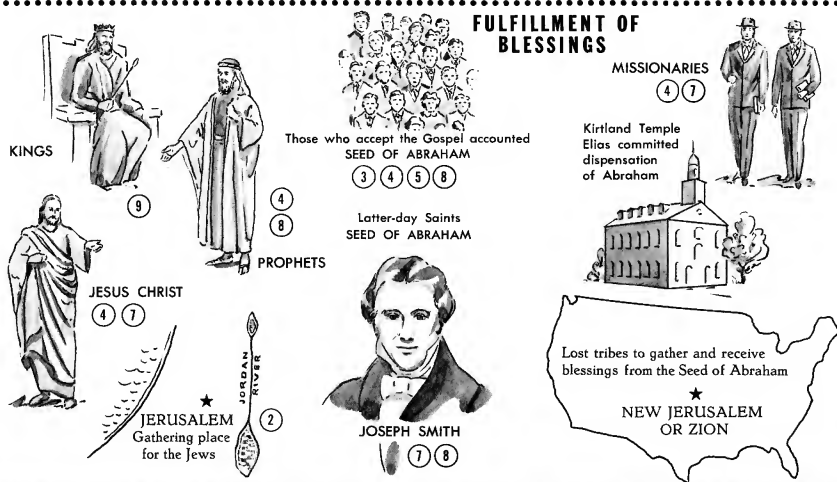 FULFILLMENT OF
BLESSINGS
KINGS
9
4
8
PROPHETS
JESUS CHRIST
4 7
JERUSALEM
Gathering place
for the Jews
JORDAN
RIVER
2
Those who accept the Gospel accounted
SEED OF ABRAHAM
3 4 5 8
Latter-day Saints
SEED OF ABRAHAM
JOSEPH SMITH
7 8
MISSIONARIES
4 7
Kirtland Temple
Elias committed
dispensation
of Abraham
Lost tribes to gather and receive
blessings from the Seed of Abraham
NEW JERUSALEM
OR ZION